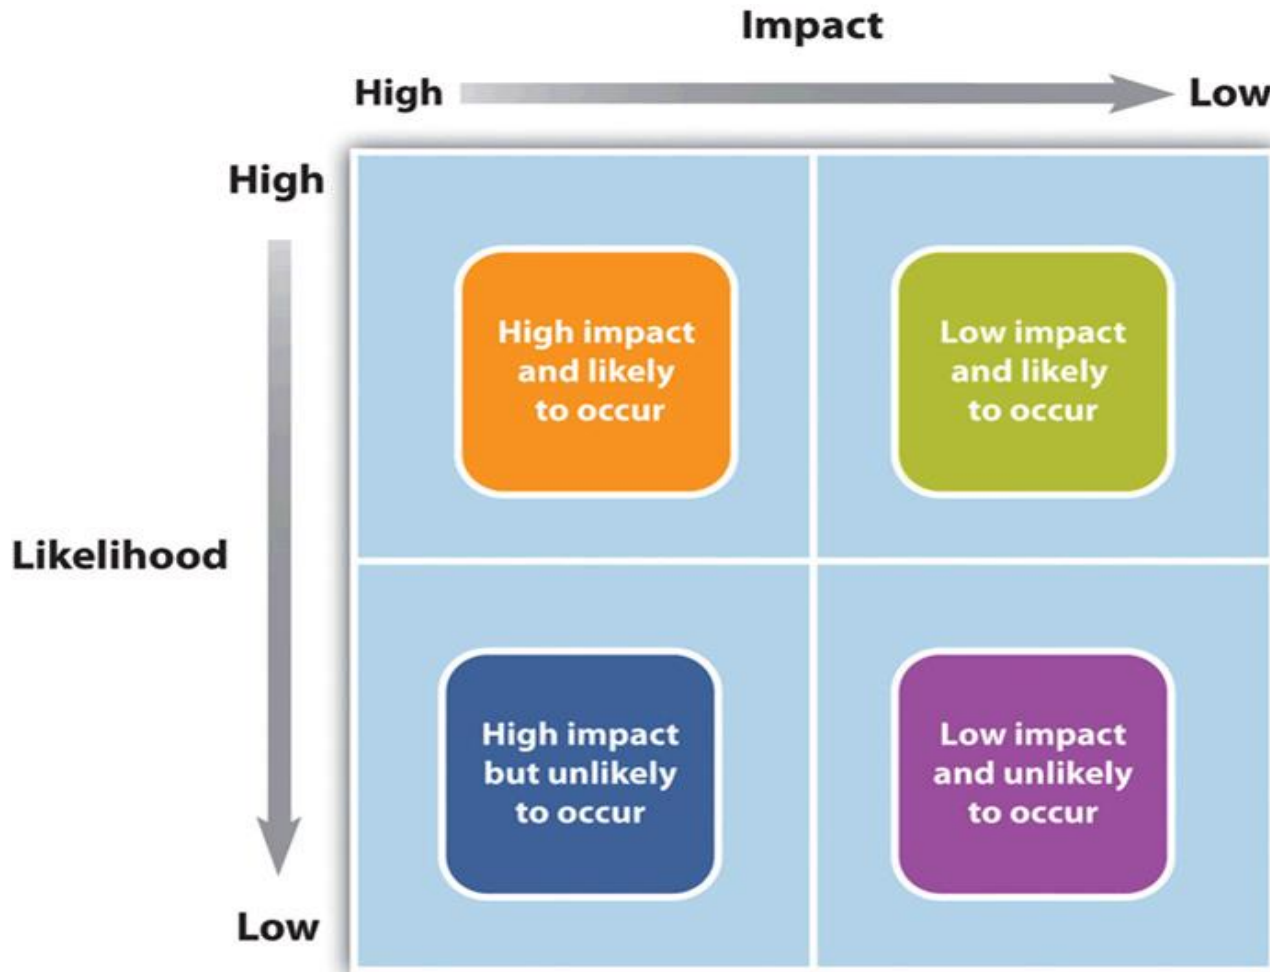 Impact
High
Low
High
High impact
and likely
to occur
Low impact
and likely
to occur
Likelihood
High impact
but unlikely
to occur
Low impact
and unlikely
to occur
Low